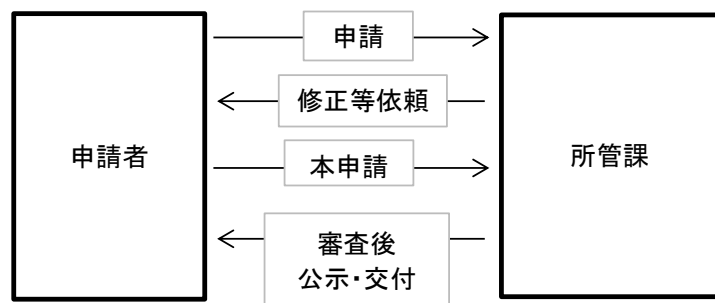 申請
修正等依頼
申請者
本申請
所管課
審査後
公示・交付